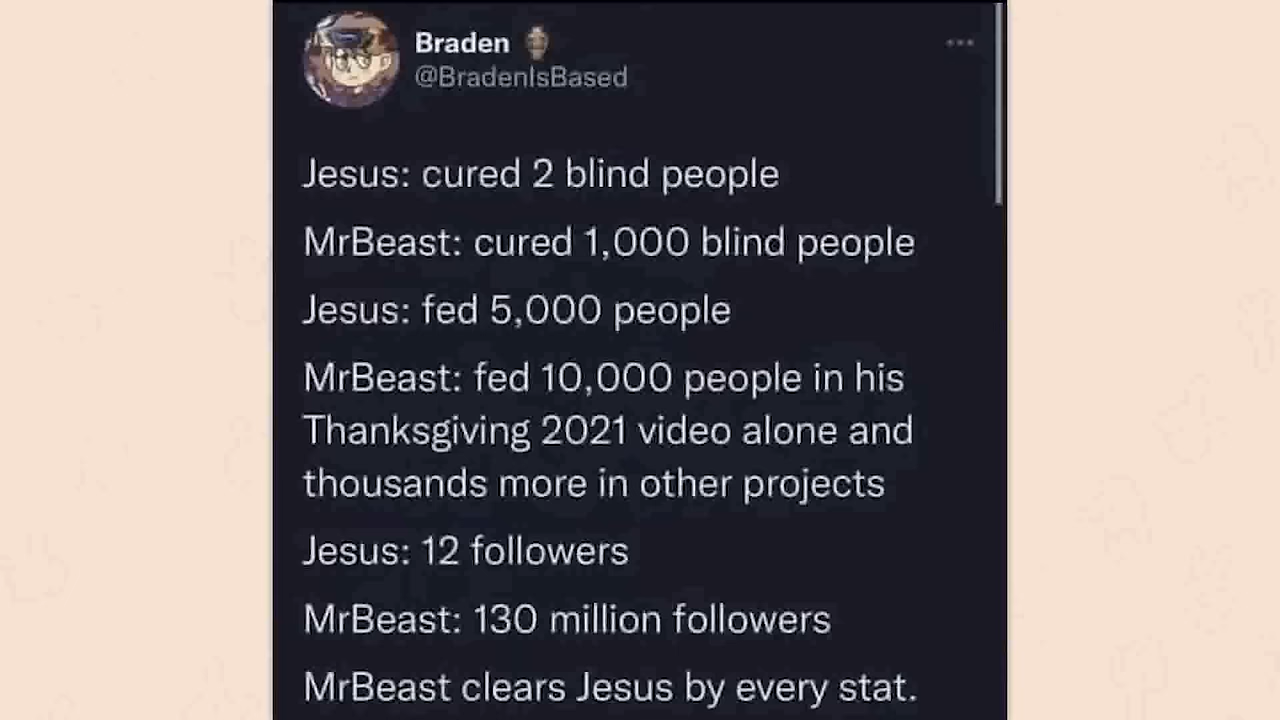 Braden
@BradenIsBased
Jesus: cured 2 blind people
MrBeast: cured 1,000 blind people
Jesus: fed 5,000 people
MrBeast: fed 10,000 people in his
Thanksgiving 2021 video alone and
thousands more in other projects
Jesus: 12 followers
MrBeast: 130 million followers
MrBeast clears Jesus by every stat.